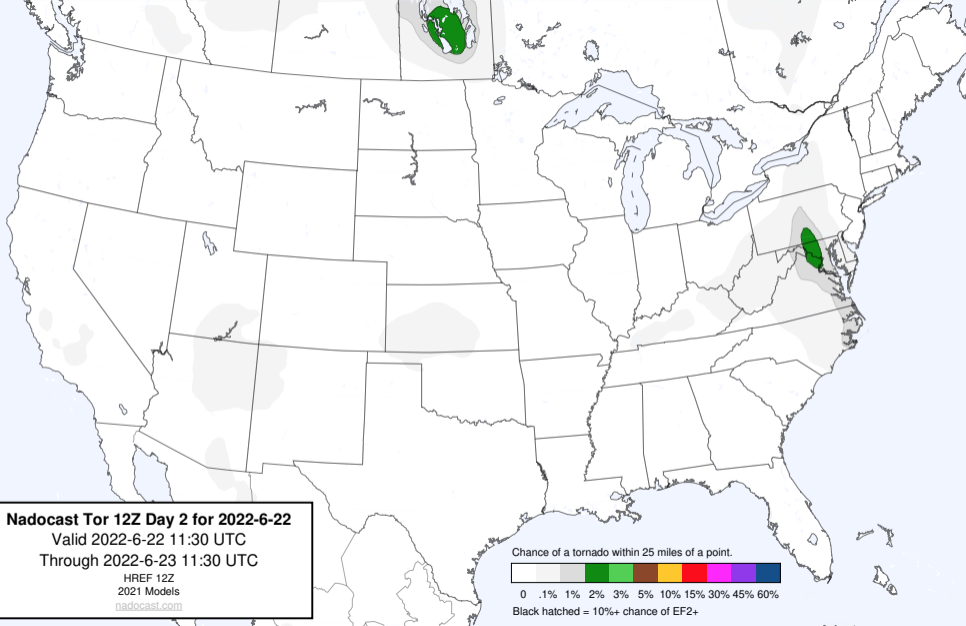 Nadocast Tor 12Z Day 2 for 2022-6-22
Valid 2022-6-22 11:30 UTC
Through 2022-6-23 11:30 UTC
HREF 12Z
2021 Models
nadocast.com
Chance of a tornado within 25 miles of a point.
0 .1% 1% 2% 3% 5% 10% 15% 30% 45% 60%
Black hatched = 10%+ chance of EF2+